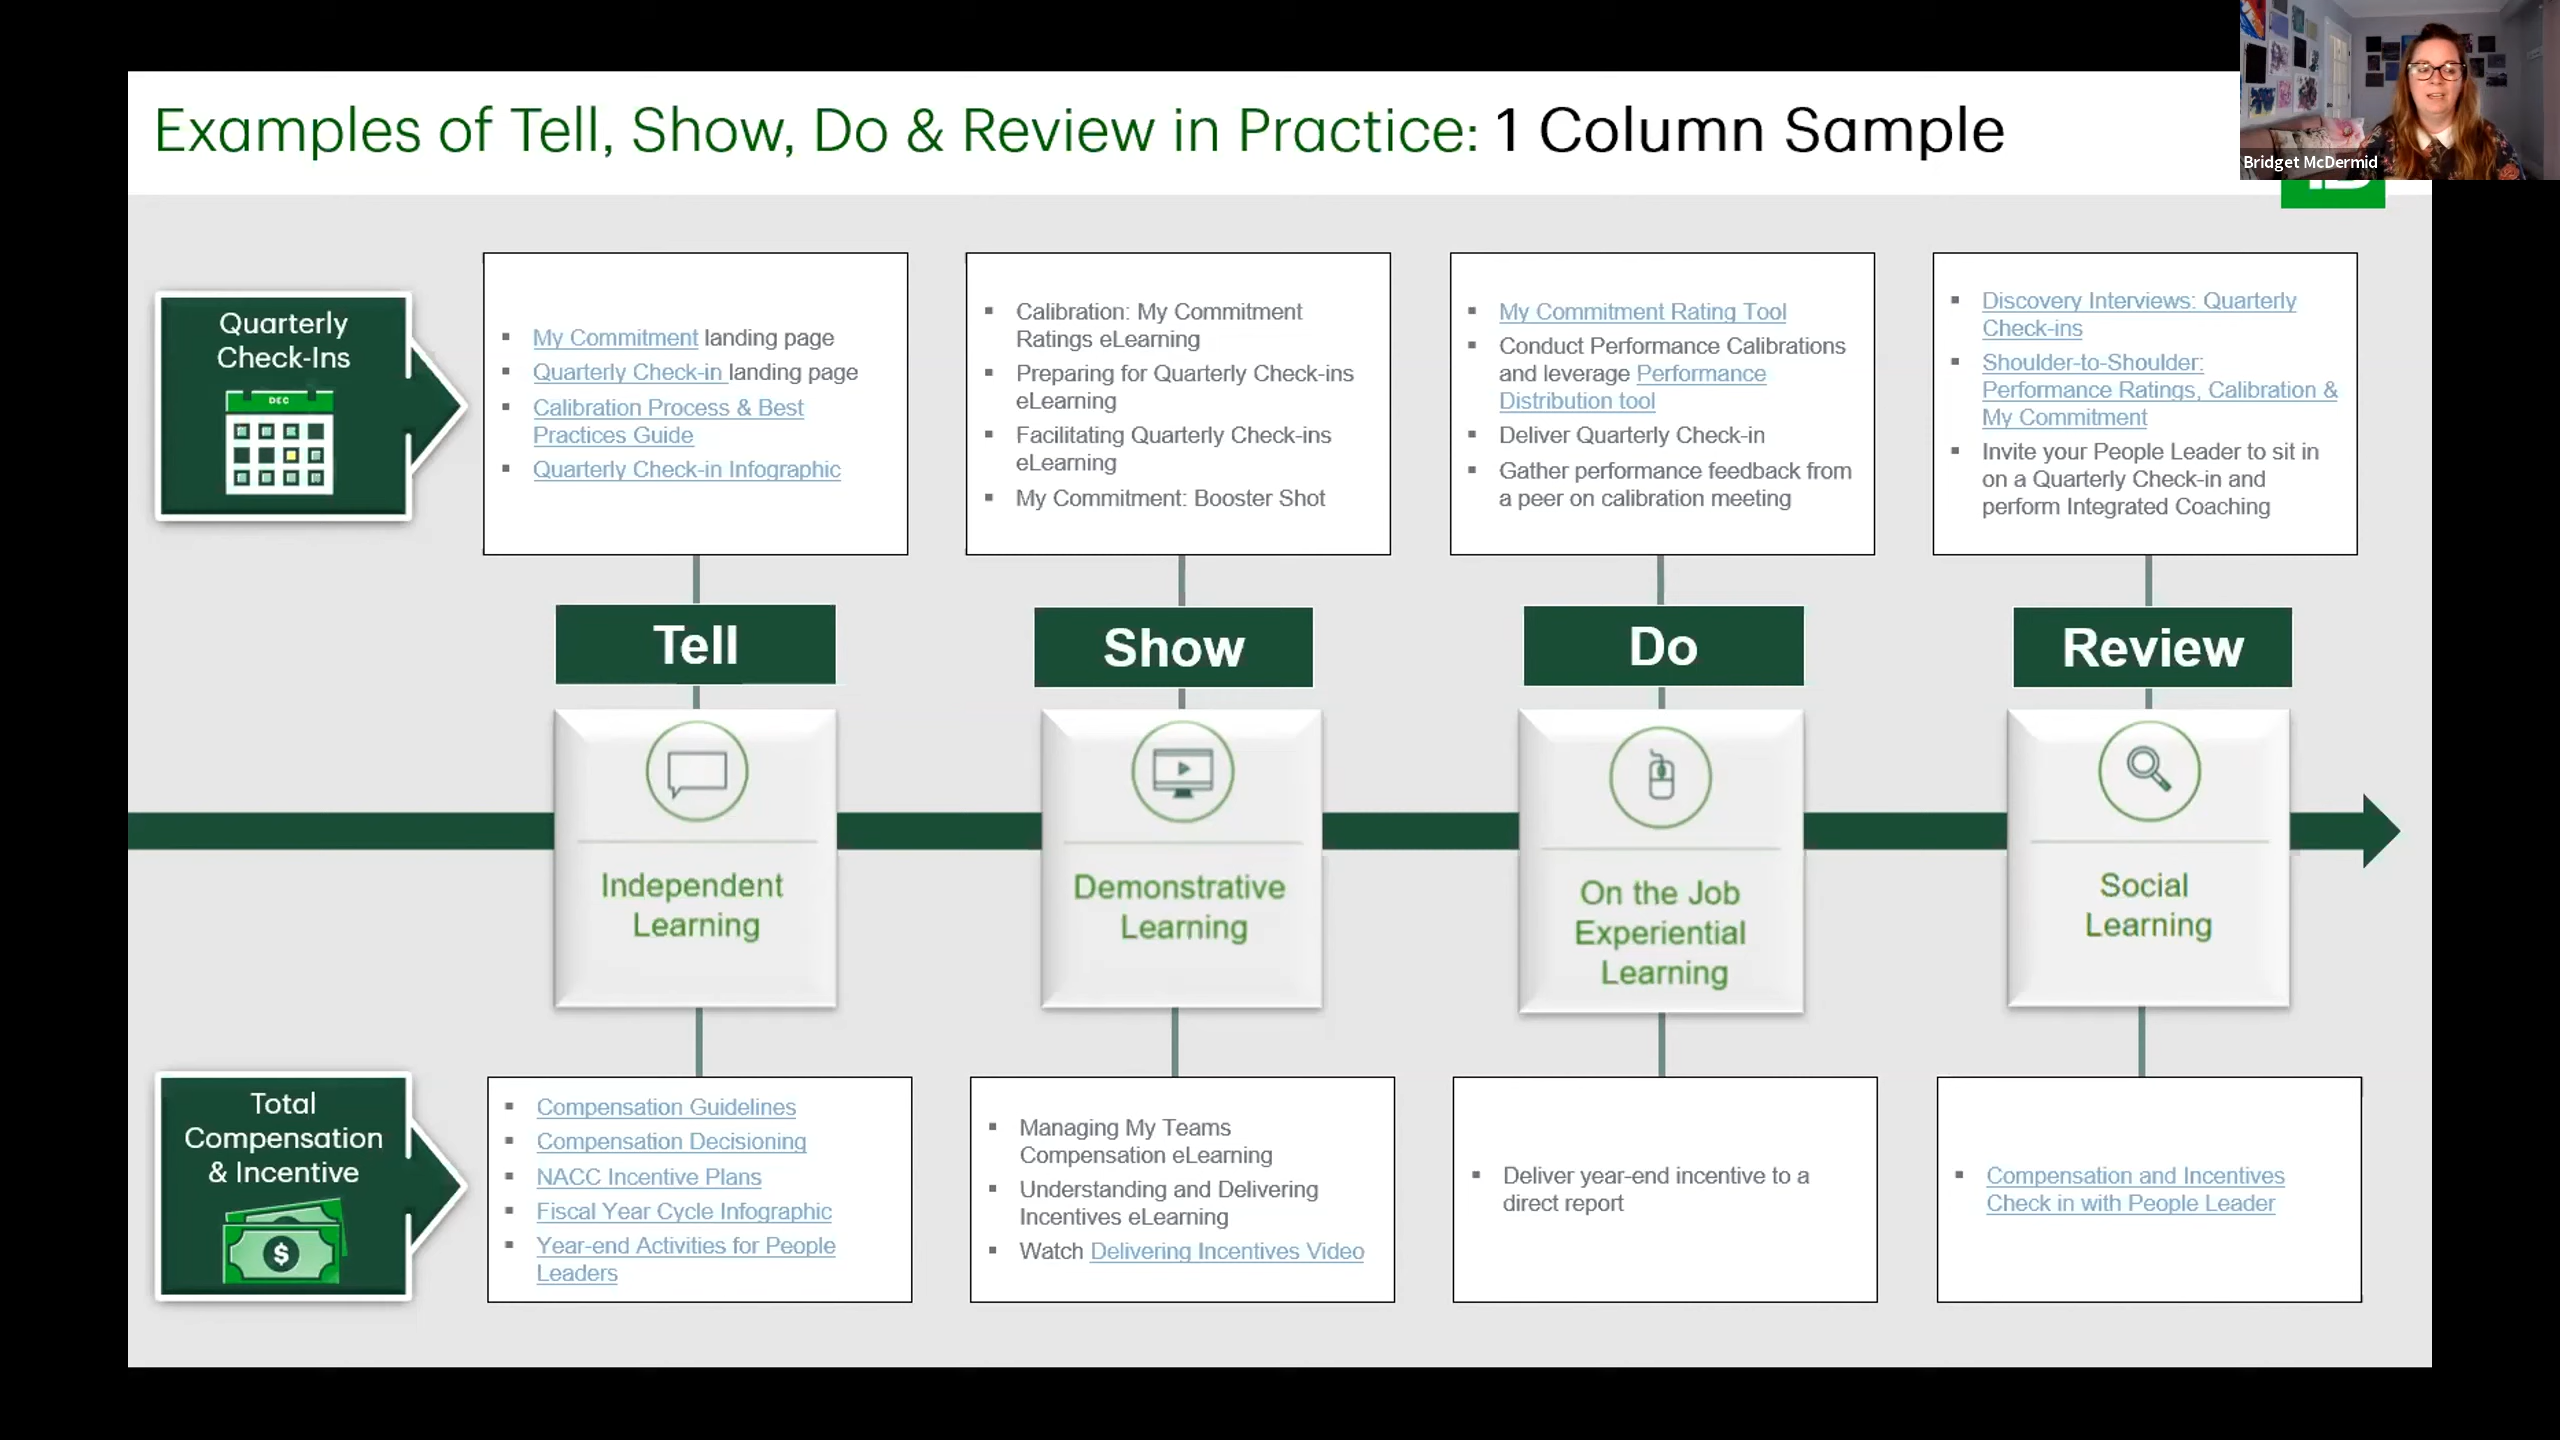 Examples of Tell, Show, Do & Review in Practice: 1 Column Sample
Bridget McDermid
Quarterly
Check-Ins
DEC
My Commitment landing page
Quarterly Check-in landing page
Calibration Process & Best
Practices Guide
Quarterly Check-in Infographic
Calibration: My Commitment
Ratings eLearning
Preparing for Quarterly Check-ins
eLearning
Facilitating Quarterly Check-ins
eLearning
My Commitment: Booster Shot
My Commitment Rating Tool
Conduct Performance Calibrations
and leverage Performance
Distribution tool
Deliver Quarterly Check-in
Gather performance feedback from
a peer on calibration meeting
Discovery Interviews: Quarterly
Check-ins
Shoulder-to-Shoulder:
Performance Ratings, Calibration &
My Commitment
Invite your People Leader to sit in
on a Quarterly Check-in and
perform Integrated Coaching
Tell
Show
Do
Review
Independent
Learning
Demonstrative
Learning
On the Job
Experiential
Learning
Social
Learning
Total
Compensation
& Incentive
$
Compensation Guidelines
Compensation Decisioning
NACC Incentive Plans
Fiscal Year Cycle Infographic
Year-end Activities for People
Leaders
Managing My Teams
Compensation eLearning
Understanding and Delivering
Incentives eLearning
Watch Delivering Incentives Video
Deliver year-end incentive to a
direct report
Compensation and Incentives
Check in with People Leader